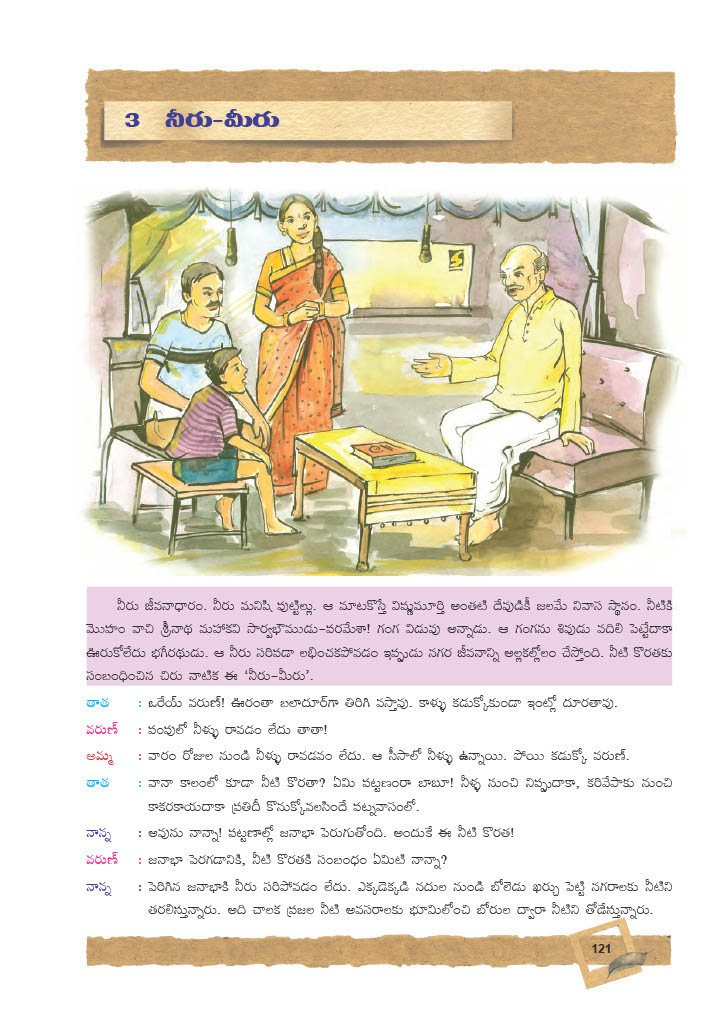 3 నీరు-మీరు
నీరు జీవనాధారం. నీరు మనిషి పుట్టిల్లు. ఆ మాటకొస్తే విష్ణుమూర్తి అంతటి దేవుడికీ జలమే నివాస స్థానం. నీటికి
మొహం వాచి శ్రీనాథ మహాకవి సార్వభౌముడు-పరమేశా! గంగ విడువు అన్నాడు. ఆ గంగను శివుడు వదిలి పెట్టేదాకా
ఊరుకోలేదు భగీరథుడు. ఆ నీరు సరిపడా లభించకపోవడం ఇప్పుడు నగర జీవనాన్ని అల్లకల్లోలం చేస్తోంది. నీటి కొరతకు
సంబంధించిన చిరు నాటిక ఈ ‘నీరు-మీరు’.
తాత : ఒరేయ్ వరుణ్! ఊరంతా బలాదూర్‌గా తిరిగి వస్తావు. కాళ్ళు కడుక్కోకుండా ఇంట్లో దూరతావు.
వరుణ్ : పంపులో నీళ్ళు రావడం లేదు తాతా!
అమ్మ : వారం రోజుల నుండి నీళ్ళు రావడవం లేదు. ఆ సీసాలో నీళ్ళు ఉన్నాయి. పోయి కడుక్కో వరుణ్.
తాత : వానా కాలంలో కూడా నీటి కొరతా? ఏమి పట్టణంరా బాబూ! నీళ్ళ నుంచి నిప్పుదాకా, కరివేపాకు నుంచి
కాకరకాయదాకా ప్రతిదీ కొనుక్కోవలసిందే పట్నవాసంలో.
నాన్న : అవును నాన్నా! పట్టణాల్లో జనాభా పెరుగుతోంది. అందుకే ఈ నీటి కొరత!
వరుణ్ : జనాభా పెరగడానికి, నీటి కొరతకి సంబంధం ఏమిటి నాన్నా?
నాన్న : పెరిగిన జనాభాకి నీరు సరిపోవడం లేదు. ఎక్కడెక్కడి నదుల నుండి బోలెడు ఖర్చు పెట్టి నగరాలకు నీటిని
తరలిస్తున్నారు. అది చాలక ప్రజల నీటి అవసరాలకు భూమిలోంచి బోరుల ద్వారా నీటిని తోడేస్తున్నారు.
121